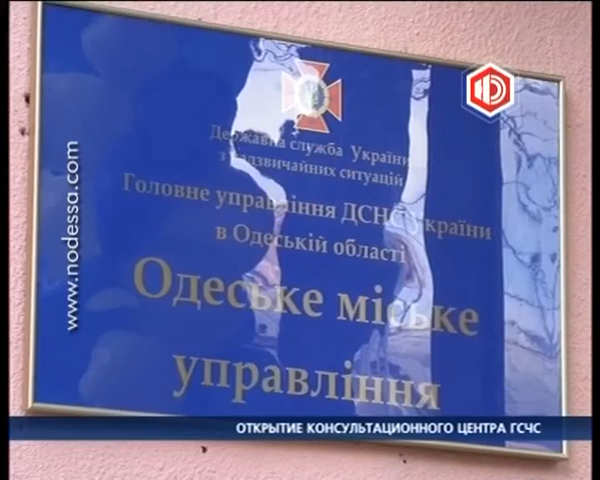 Державна служба України
з надзвичайних ситуацій
Головне управління ДСНС України
в Одеській області
Одеське міське
управління
www.nodessa.com
ОТКРЫТИЕ КОНСУЛЬТАЦИОННОГО ЦЕНТРА ГСЧС